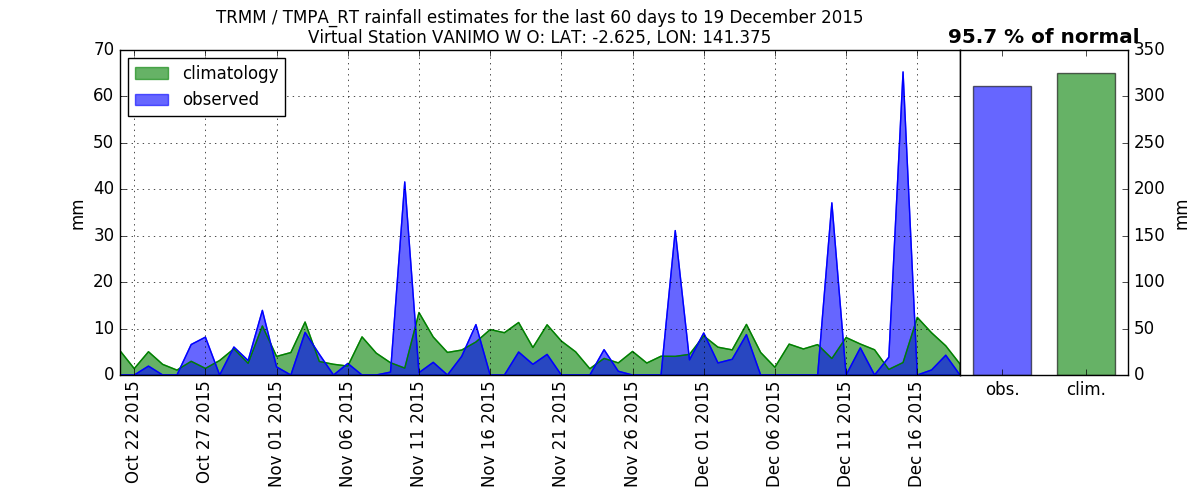 TRMM / TMPA_RT rainfall estimates for the last 60 days to 19 December 2015
Virtual Station VANIMO W O: LAT: -2.625, LON: 141.375
95.7 % of normal
climatology
observed
70
60
50
40
30
20
10
0
mm
Oct 22 2015
Oct 27 2015
Nov 01 2015
Nov 06 2015
Nov 11 2015
Nov 16 2015
Nov 21 2015
Nov 26 2015
Dec 01 2015
Dec 06 2015
Dec 11 2015
Dec 16 2015
obs.
clim.
350
300
250
200
150
100
50
0
mm